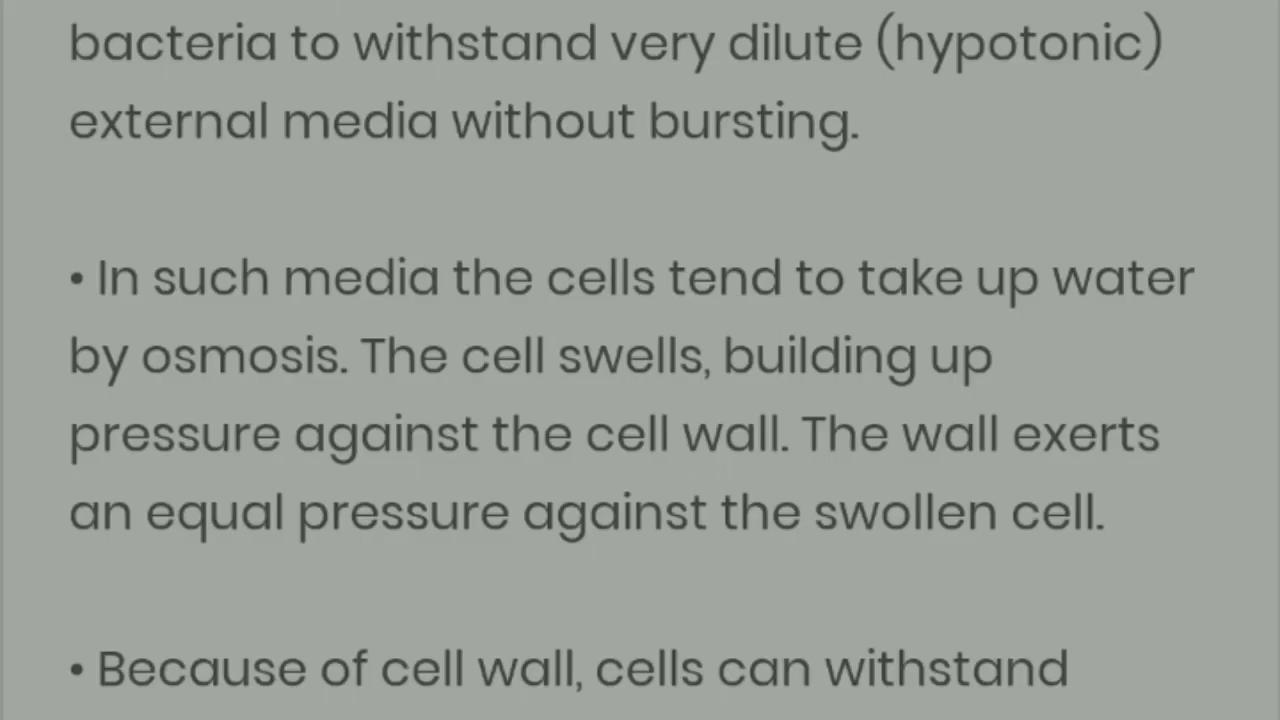 bacteria to withstand very dilute (hypotonic)
external media without bursting.
• In such media the cells tend to take up water
by osmosis. The cell swells, building up
pressure against the cell wall. The wall exerts
an equal pressure against the swollen cell.
• Because of cell wall, cells can withstand